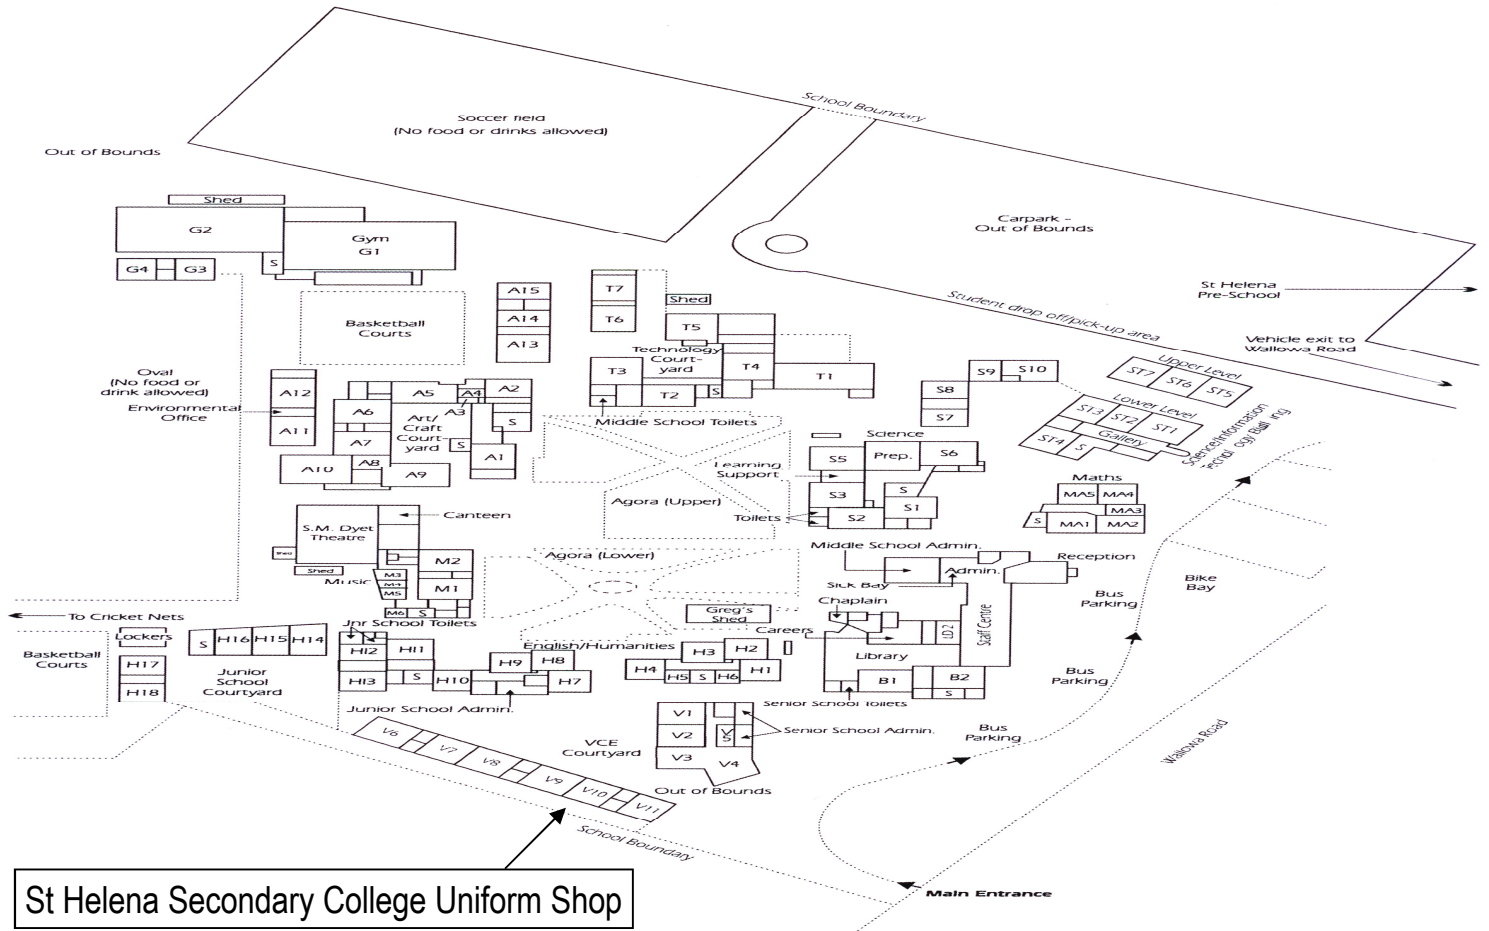 School Boundary
Soccer field
(No food or drinks allowed)
Out of Bounds
Shed
G2
Gym
G1
Carpark -
Out of Bounds
G4
G3
S
St Helena
Pre-School
A15
A14
A13
T7
T6
Shed
T5
Student drop off/pick-up area
Vehicle exit to
Wallowa Road
Basketball
Courts
Technology
Court-
yard
T3
T4
T1
T2
S
Middle School Toilets
S9
S10
S8
S7
Upper Level
ST7
ST6
ST5
Lower Level
ST3
ST2
ST1
ST4
S
Gallery
Science/Information
Oval
(No food or
drink allowed)
Environmental
Office
A12
A11
A5
A4
A2
A6
A3
S
A7
Art/
Craft
Court-
yard
S
A1
A10
A8
A9
Science
S5
Prep.
S6
Learning
Support
S3
S
S1
S2
Toilets
Agora (Upper)
Maths
MA5
MA4
MA3
S
MA1
MA2
S.M. Dyet
Theatre
Canteen
Shed
Music
M2
M3
M4
M5
M1
M6
S
Agora (Lower)
Middle School Admin.
Admin.
Reception
Sick Bay
Chaplain
Careers
LD2
Staff Centre
Library
B1
B2
S
Bike
Bay
Bus
Parking
Bus
Parking
Bus
Parking
Greg's
Shed
To Cricket Nets
Lockers
Basketball
Courts
S
H16
H15
H14
H17
H18
Junior
School
Courtyard
Jnr School Toilets
H12
H11
H13
S
H10
English/Humanities
H9
H8
H7
H3
H2
H4
H5
S
H6
H1
Junior School Admin.
Senior School Toilets
V1
V2
V
S
V3
V4
Senior School Admin.
VCE
Courtyard
Out of Bounds
V6
V7
V8
V9
V10
V11
School Boundary
Wallowa Road
Main Entrance
St Helena Secondary College Uniform Shop